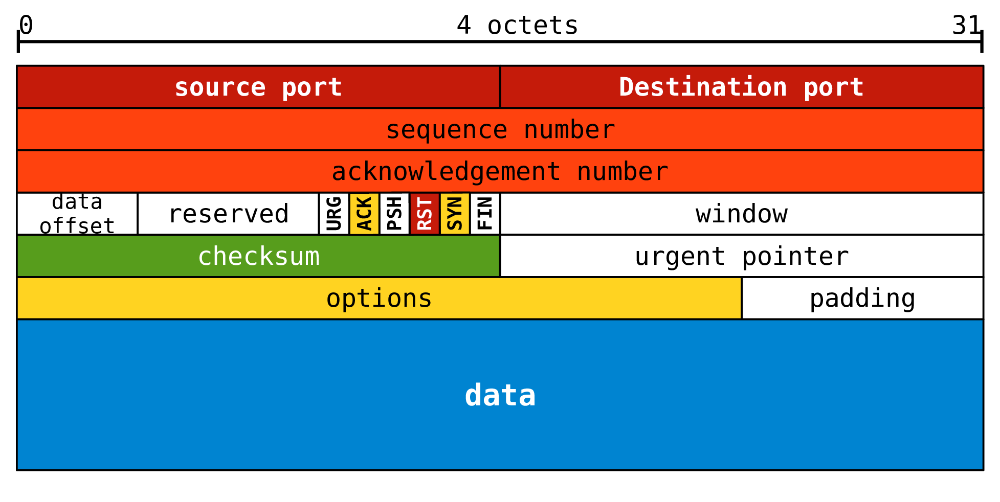 0 4 octets 31
source port Destination port
sequence number
acknowledgement number
data
offset reserved URG ACK PSH RST SYN FIN window
checksum urgent pointer
options padding
data